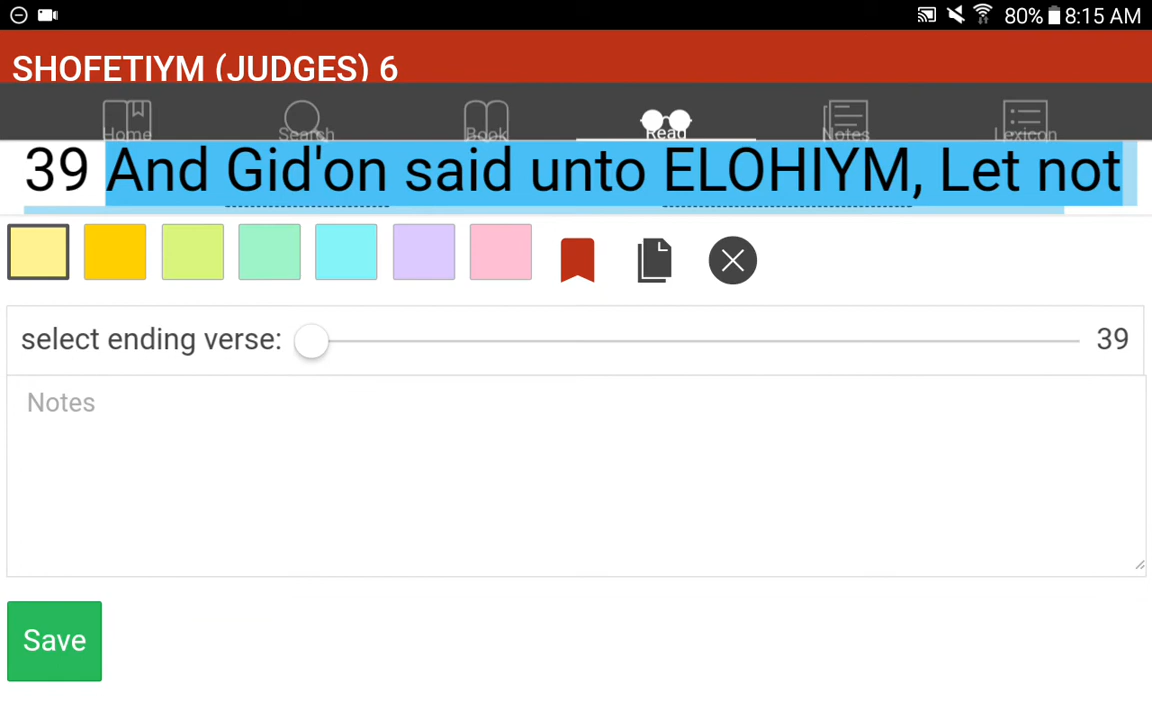 80% 8:15 AM
SHOFETIYM (JUDGES) 6
Home Search Book Read Notes Lexicon
39 And Gid'on said unto ELOHIYM, Let not
select ending verse: 39
Notes
Save